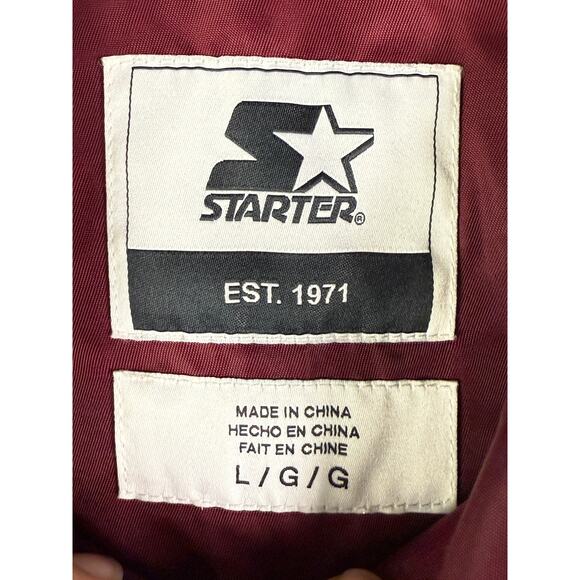 STARTER®
EST. 1971
MADE IN CHINA
HECHO EN CHINA
FAIT EN CHINE
L/G/G